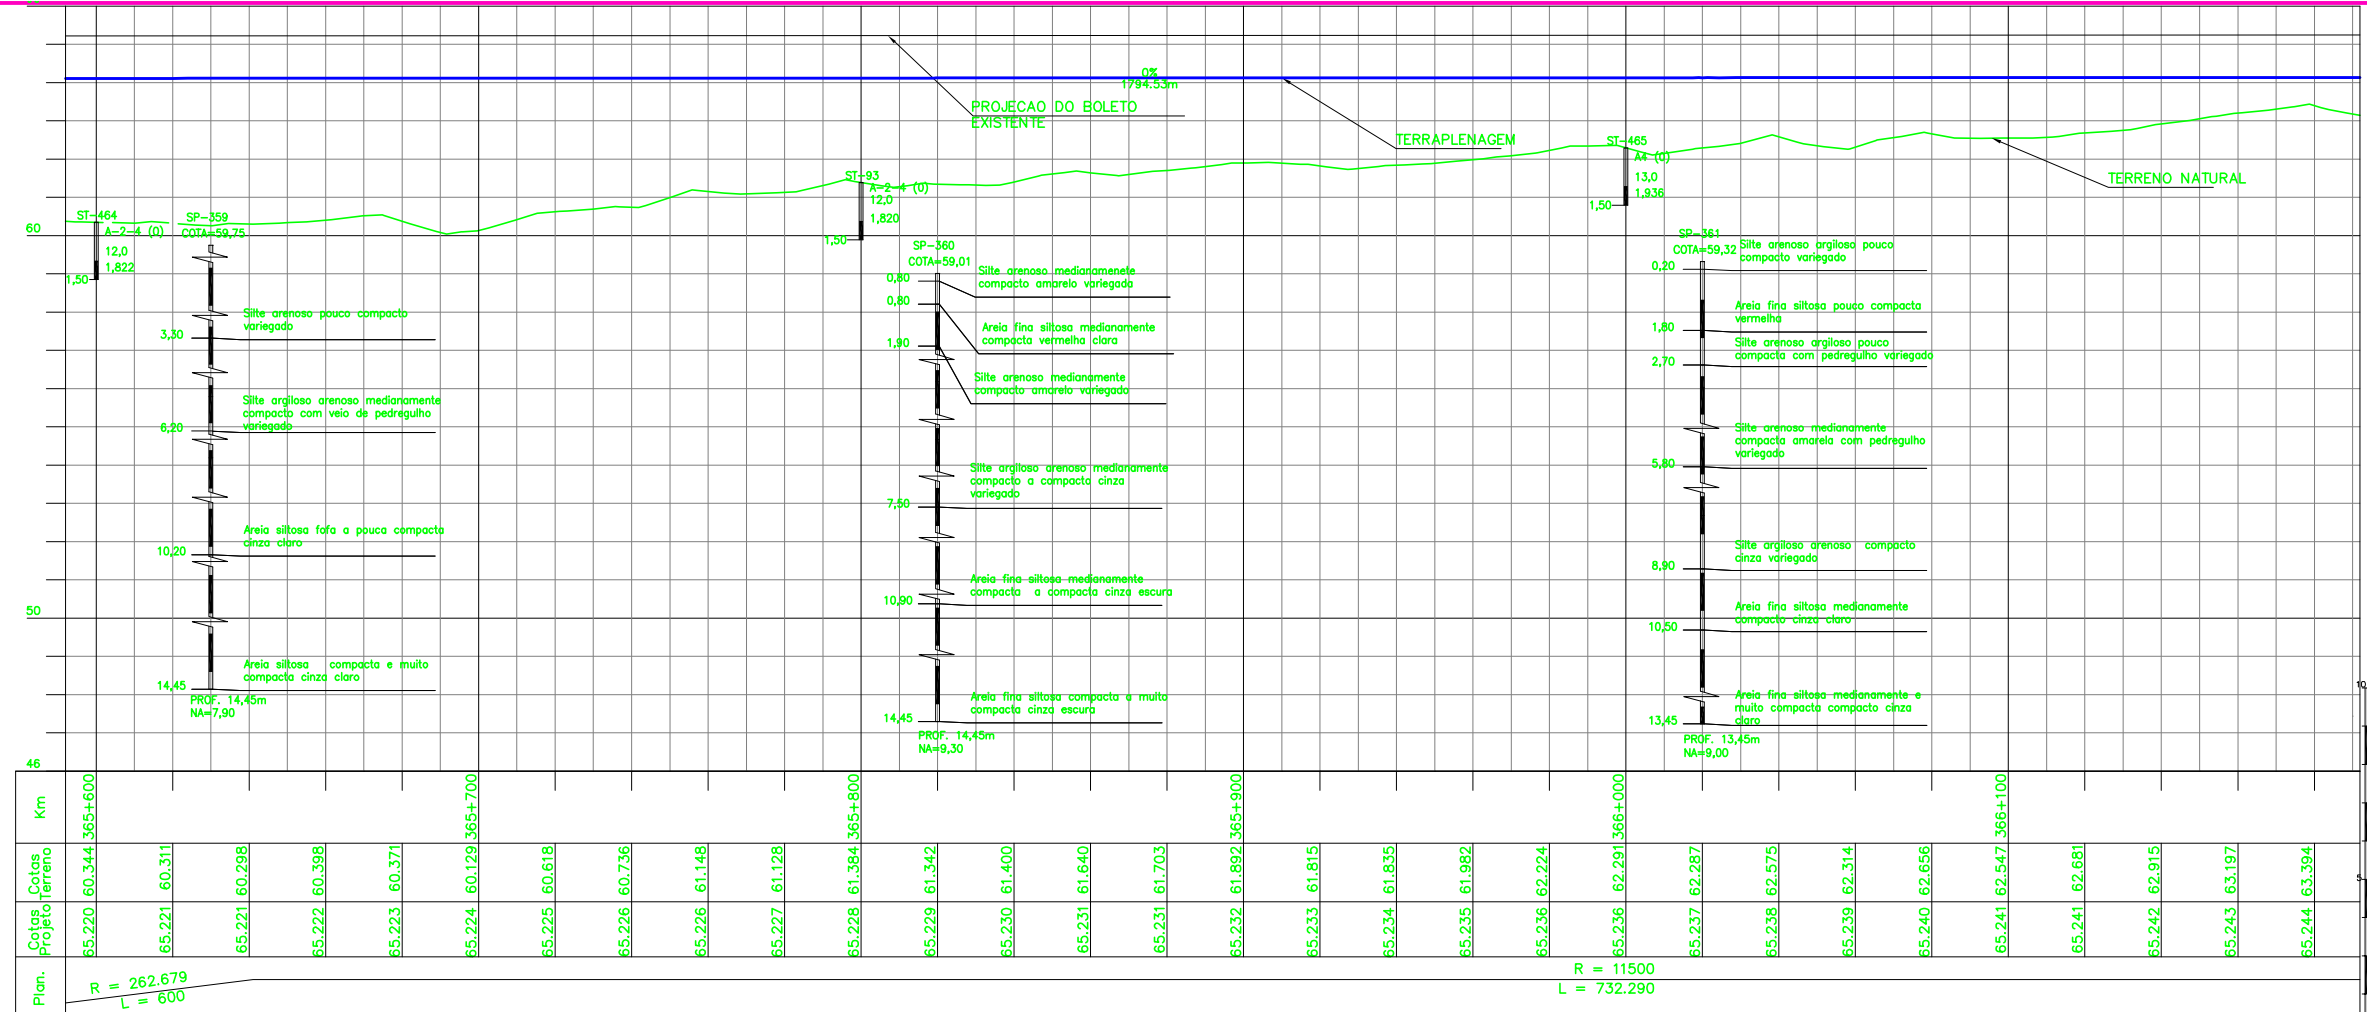 0%
1794.53m
PROJECAO DO BOLETO
EXISTENTE
TERRAPLENAGEM
TERRENO NATURAL
60
50
46
ST-464
A-2-4 (0)
12,0
1,822
1,50
SP-359
COTA=59,75
Silte arenoso pouco compacto
variegado
3,30
Silte argiloso arenoso medianamente
compacto com veio de pedregulho
variegado
6,20
Areia siltosa fofa a pouca compacta
cinza claro
10,20
Areia siltosa compacta e muito
compacta cinza claro
14,45
PROF. 14,45m
NA=7,90
ST-93
A-2-4 (0)
12,0
1,820
1,50
SP-360
COTA=59,01
Silte arenoso medianamenete
compacto amarelo variegada
0,80
0,80
Areia fina siltosa medianamente
compacta vermelha clara
1,90
Silte arenoso medianamente
compacto amarelo variegado
Silte argiloso arenoso medianamente
compacto a compacto cinza
variegado
7,50
Areia fina siltosa medianamente
compacta a compacta cinza escura
10,90
Areia fina siltosa compacta a muito
compacta cinza escura
14,45
PROF. 14,45m
NA=9,30
ST-465
A4 (0)
13,0
1,936
1,50
SP-361
COTA=59,32
Silte arenoso argiloso pouco
compacto variegado
0,20
Areia fina siltosa pouca compacta
vermelha
1,80
Silte arenoso argiloso pouco
compacta com pedregulho variegado
2,70
Silte arenoso medianamente
compacta amarela com pedregulho
variegado
5,80
Silte argiloso arenoso compacto
cinza variegado
8,90
Areia fina siltosa medianamente
compacto cinza claro
10,50
Areia fina siltosa medianamente e
muito compacta compacto cinza
claro
13,45
PROF. 13,45m
NA=9,00
10
5
Km
365+600 365+700 365+800 365+900 366+000 366+100
Cotas
Terreno
60.344 60.311 60.298 60.398 60.371 60.129 60.618 60.736 61.148 61.128 61.384 61.342 61.400 61.640 61.703 61.892 61.815 61.835 61.982 62.224 62.291 62.287 62.575 62.314 62.656 62.547 62.681 62.915 63.197 63.394
Cotas
Projeto
65.220 65.221 65.221 65.222 65.223 65.224 65.225 65.226 65.226 65.227 65.228 65.229 65.230 65.231 65.231 65.232 65.233 65.234 65.235 65.236 65.236 65.237 65.238 65.239 65.240 65.241 65.241 65.242 65.243 65.244
Plan.
R = 262.679
L = 600
R = 11500
L = 732.290